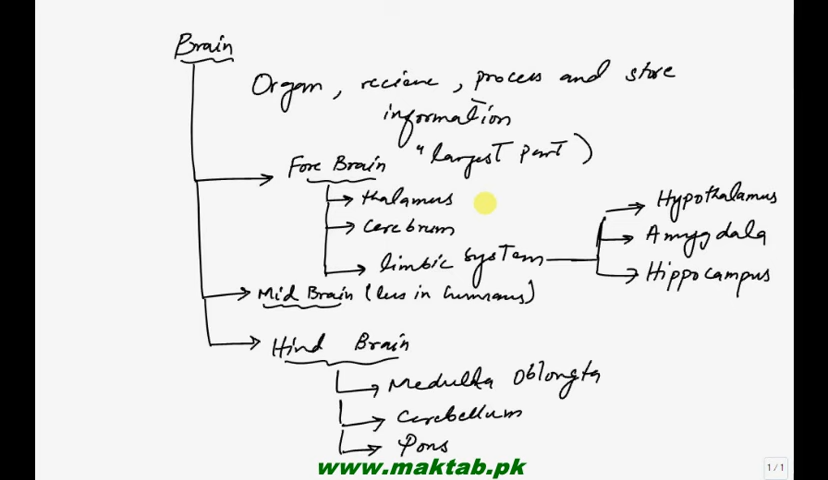 Brain
Organ, recieve, process and store
information
Fore Brain "largest part)
thalamus
Cerebrum
limbic system
Hypothalamus
Amygdala
Hippocampus
Mid Brain (less in humans)
Hind Brain
Medulla Oblongta
Cerebellum
Pons
www.maktab.pk
1/1